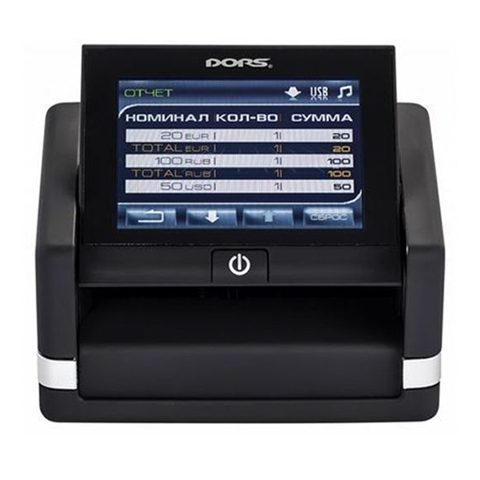 DORS®
ОТЧЕТ USB
НОМИНАЛ КОЛ-ВО СУММА
20 EUR 1 20
TOTAL EUR 1 20
100 RUB 1 100
TOTAL RUB 1 100
50 USD 1 50
СБРОС